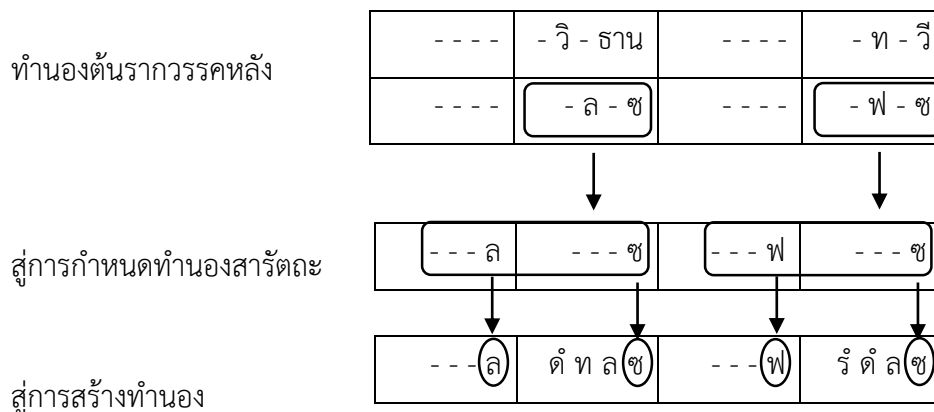 - - - - - วิ - ธาน - - - - - ท - วี
ทำนองต้นรากวรรคหลัง
- - - - - ล - ซ - - - - - ฟ - ซ
สู่การกำหนดทำนองสารัตถะ - - - ล - - - ซ - - - ฟ - - - ซ
- - - ล ดํ ท ล ซ - - - ฟ รํ ดํ ล ซ
สู่การสร้างทำนอง